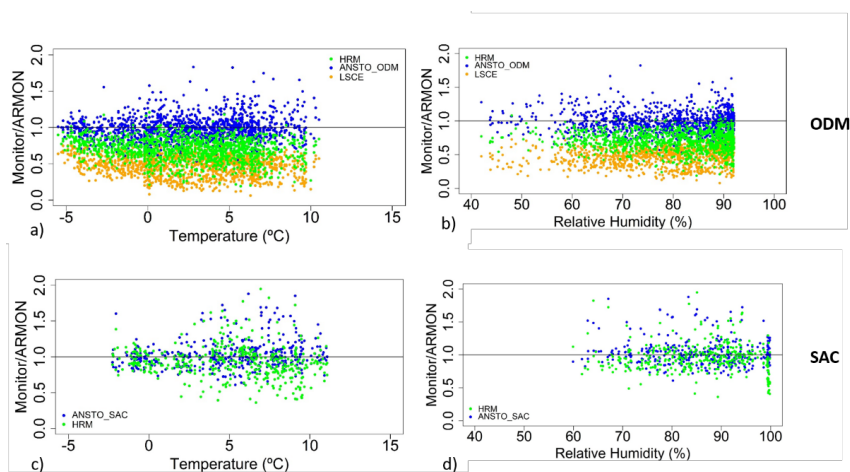 HRM
ANSTO_ODM
LSCE
Monitor/ARMON
0.0 0.5 1.0 1.5 2.0
-5 0 5 10 15
a)
Temperature (ºC)
HRM
ANSTO_ODM
LSCE
Monitor/ARMON
0.0 0.5 1.0 1.5 2.0
40 50 60 70 80 90 100
b)
Relative Humidity (%)
ODM
Monitor/ARMON
0.0 0.5 1.0 1.5 2.0
ANSTO_SAC
HRM
-5 0 5 10 15
c)
Temperature (ºC)
Monitor/ARMON
0.0 0.5 1.0 1.5 2.0
HRM
ANSTO_SAC
40 50 60 70 80 90 100
Relative Humidity (%)
d)
SAC